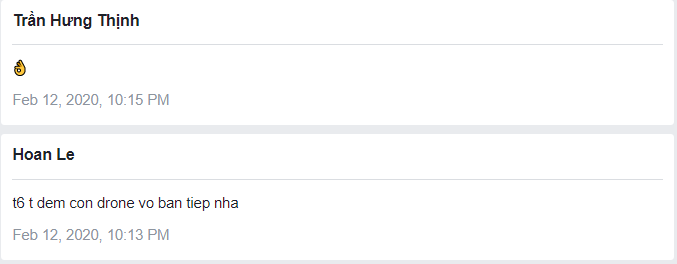 Trần Hưng Thịnh
👌
Feb 12, 2020, 10:15 PM
Hoan Le
t6 t dem con drone vo ban tiep nha
Feb 12, 2020, 10:13 PM